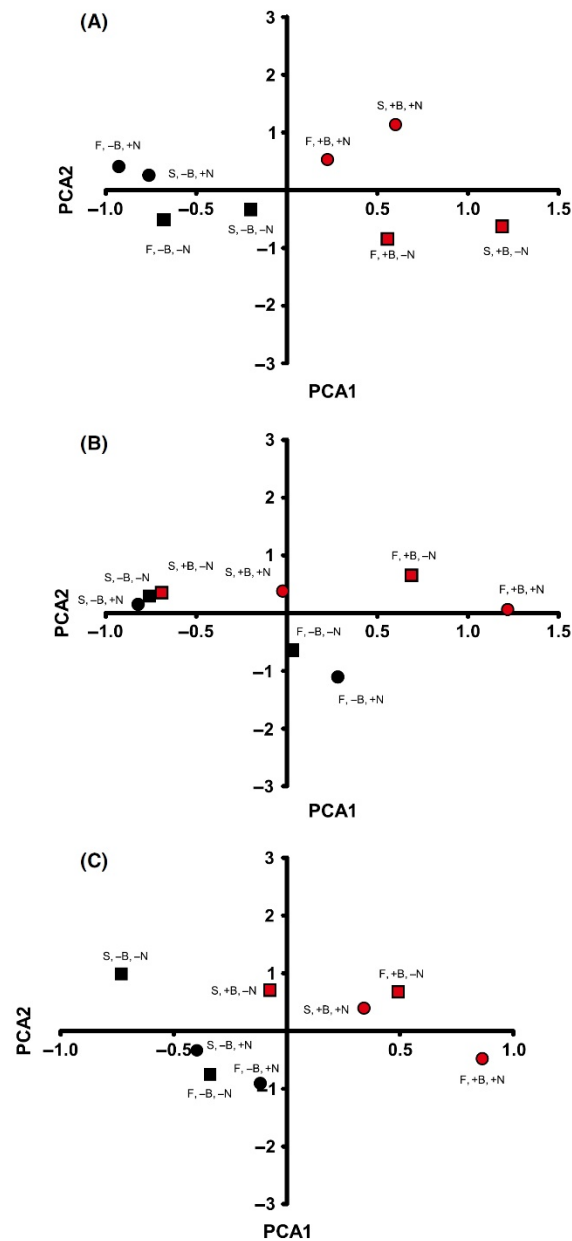 (A)
3
2
S, +B, +N
1
F, +B, +N
F, –B, +N
S, –B, +N
PCA2
–1.0
–0.5
0.5
1.0
1.5
S, –B, –N
F, –B, –N
–1
F, +B, –N
S, +B, –N
–2
–3
PCA1
(B)
3
2
1
F, +B, –N
S, +B, –N
S, +B, +N
S, –B, –N
F, +B, +N
S, –B, +N
PCA2
–1.0
–0.5
0.5
1.0
1.5
F, –B, –N
–1
F, –B, +N
–2
–3
PCA1
(C)
3
2
S, –B, –N
1
F, +B, –N
S, +B, –N
S, +B, +N
PCA2
–1.0
–0.5
0.5
1.0
S, –B, +N
F, –B, +N
F, +B, +N
F, –B, –N
–1
–2
–3
PCA1